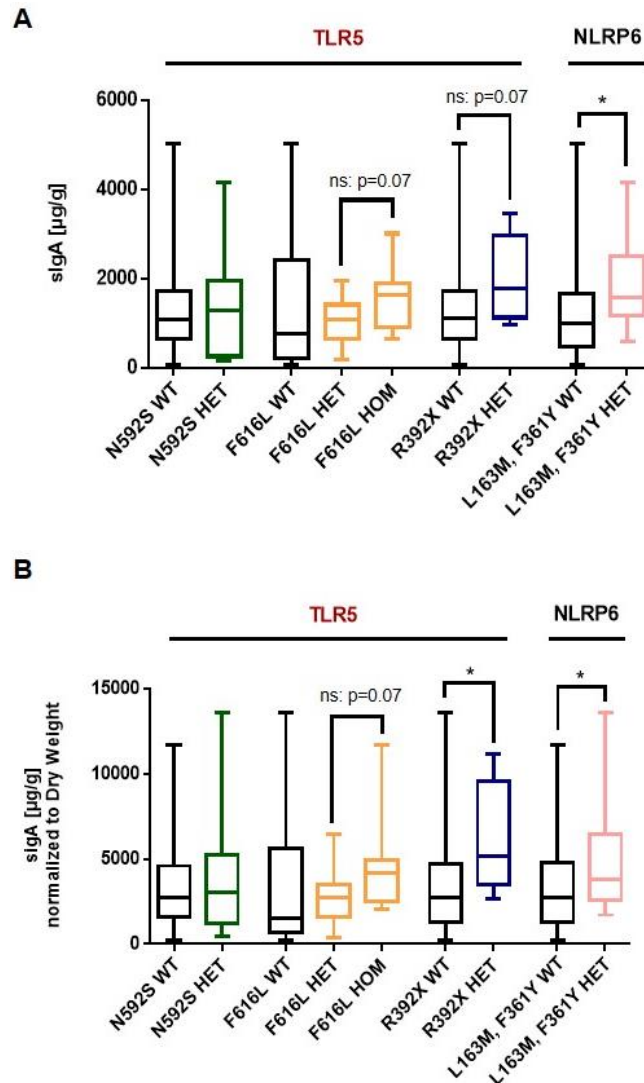 A
TLR5
NLRP6
ns: p=0.07
*
ns: p=0.07
sIgA [µg/g]
6000
4000
2000
0
N592S WT
N592S HET
F616L WT
F616L HET
F616L HOM
R392X WT
R392X HET
L163M, F361Y WT
L163M, F361Y HET
B
TLR5
NLRP6
*
*
ns: p=0.07
sIgA [µg/g]
normalized to Dry Weight
15000
10000
5000
0
N592S WT
N592S HET
F616L WT
F616L HET
F616L HOM
R392X WT
R392X HET
L163M, F361Y WT
L163M, F361Y HET